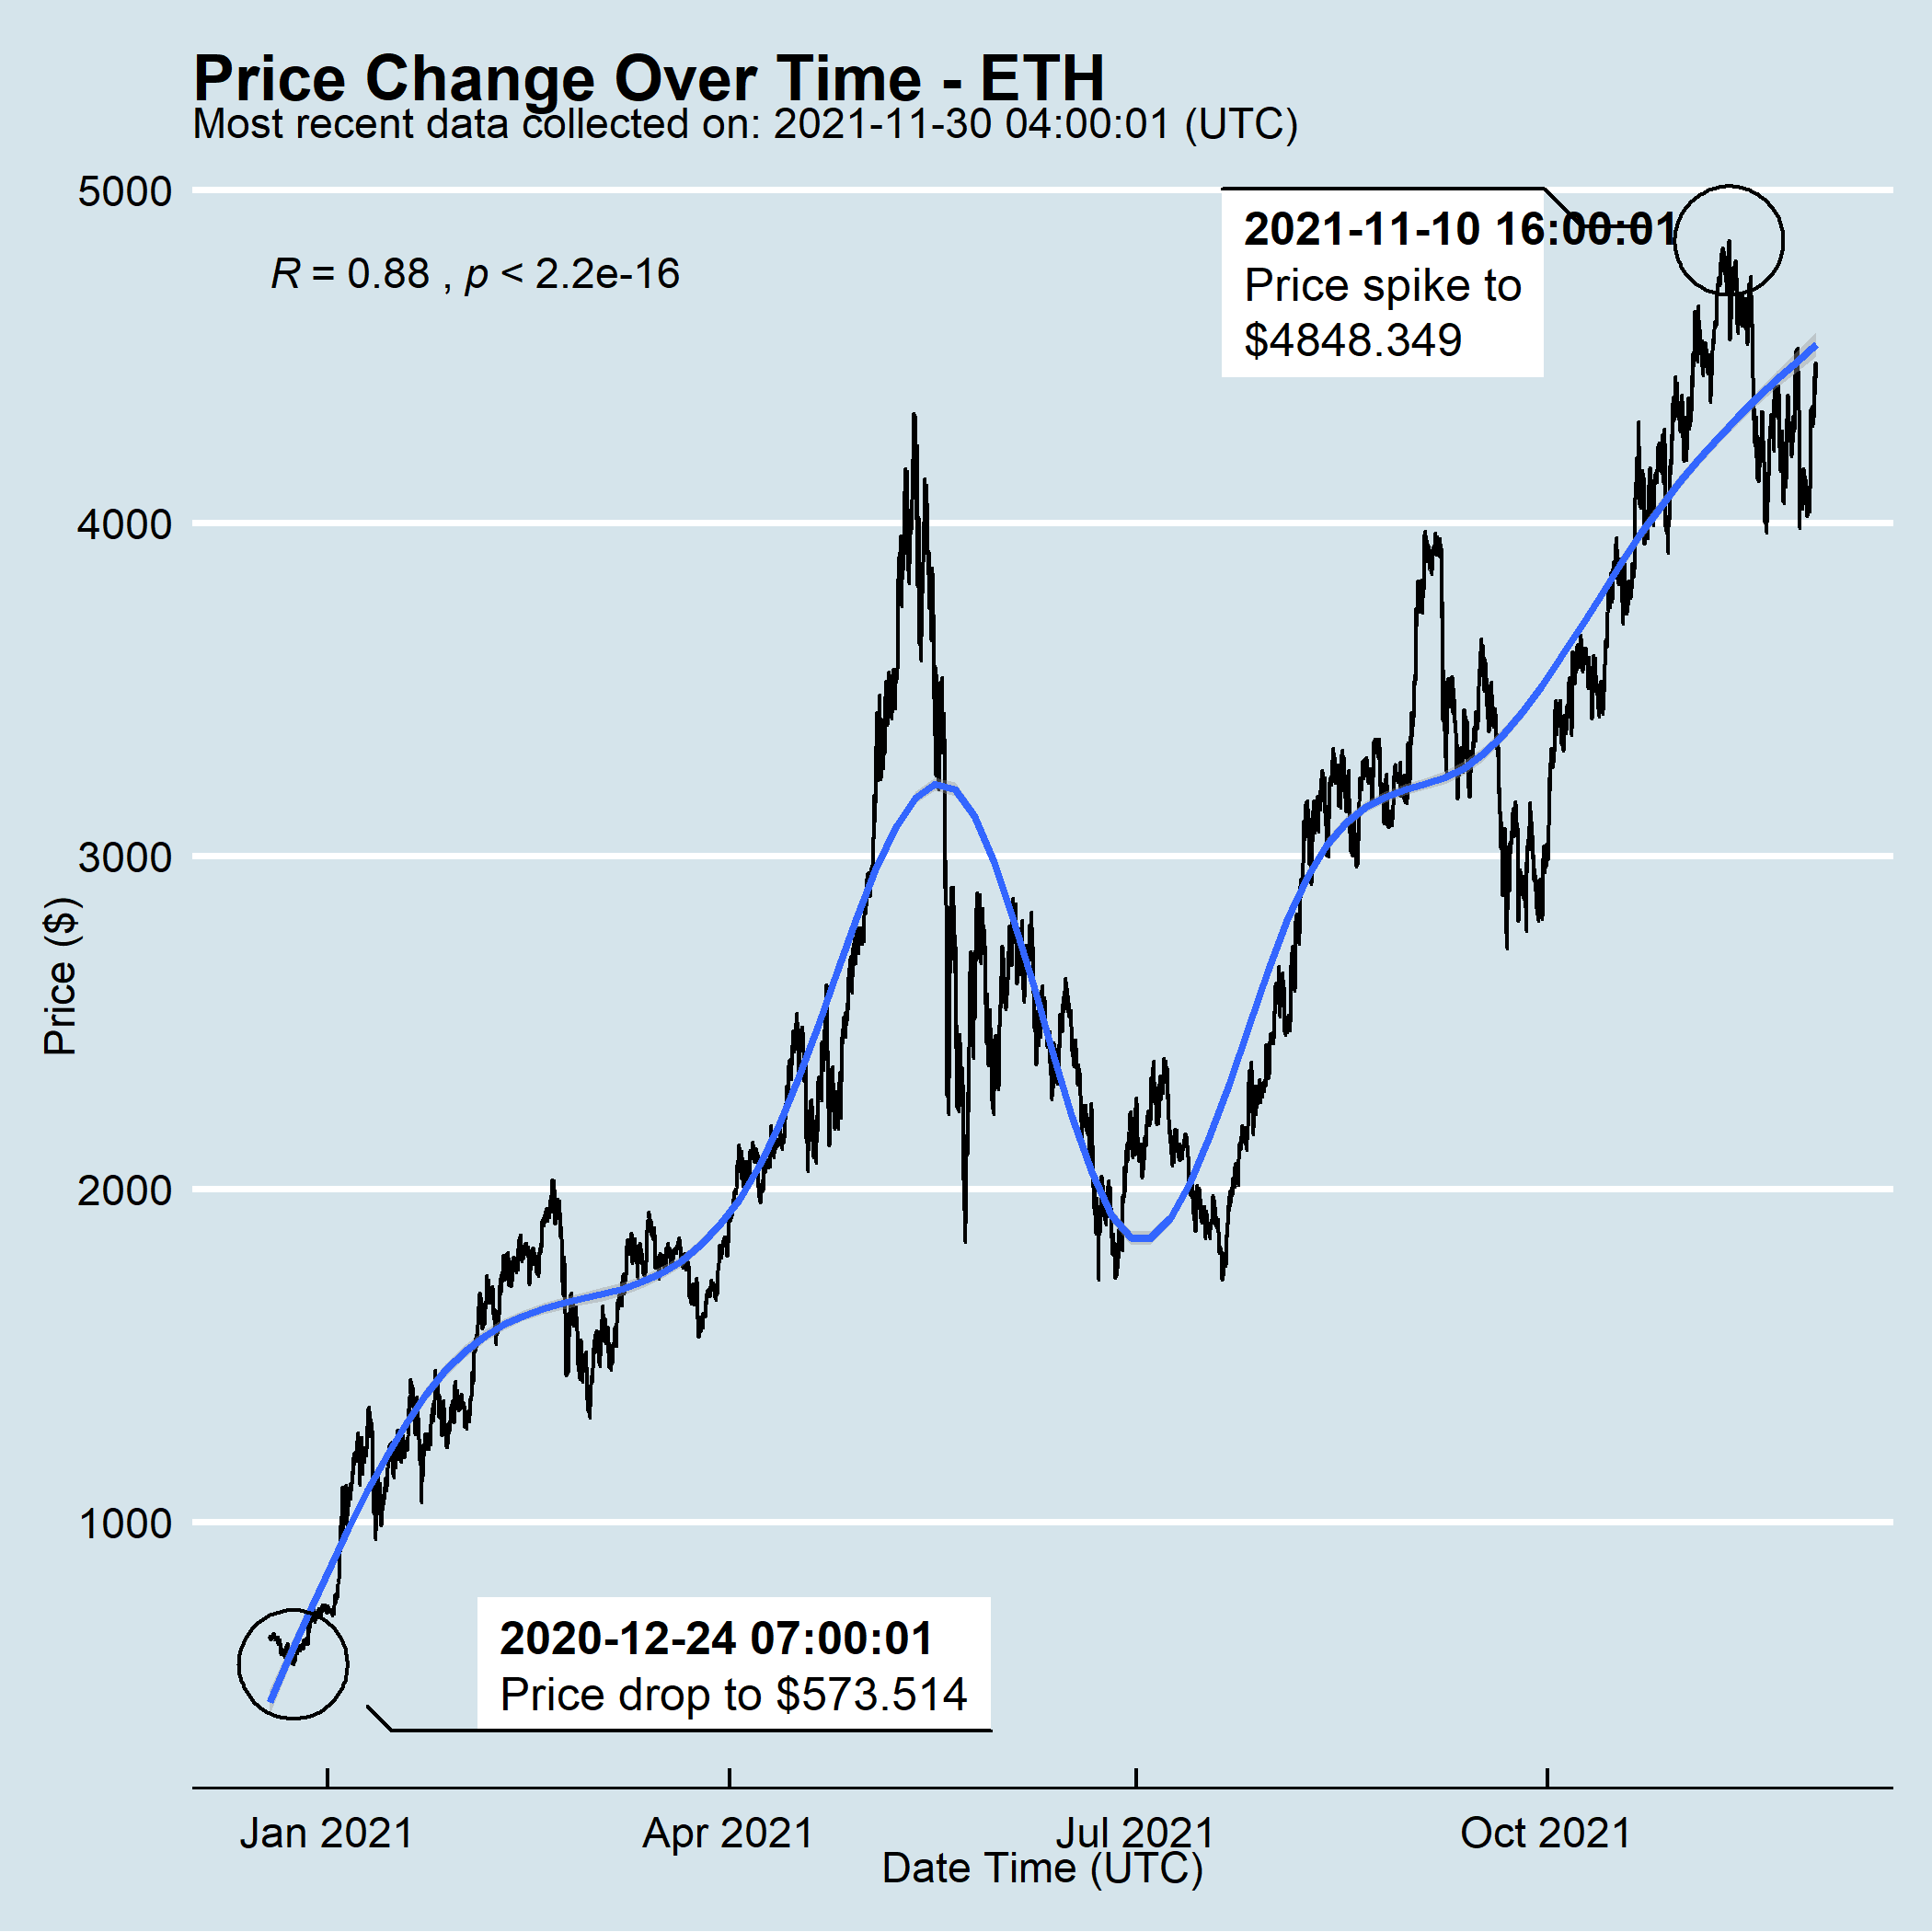 Price Change Over Time - ETH
Most recent data collected on: 2021-11-30 04:00:01 (UTC)
5000
2021-11-10 16:00:01
Price spike to
$4848.349
R = 0.88 , p < 2.2e-16
4000
3000
Price ($)
2000
1000
2020-12-24 07:00:01
Price drop to $573.514
Jan 2021
Apr 2021
Jul 2021
Oct 2021
Date Time (UTC)